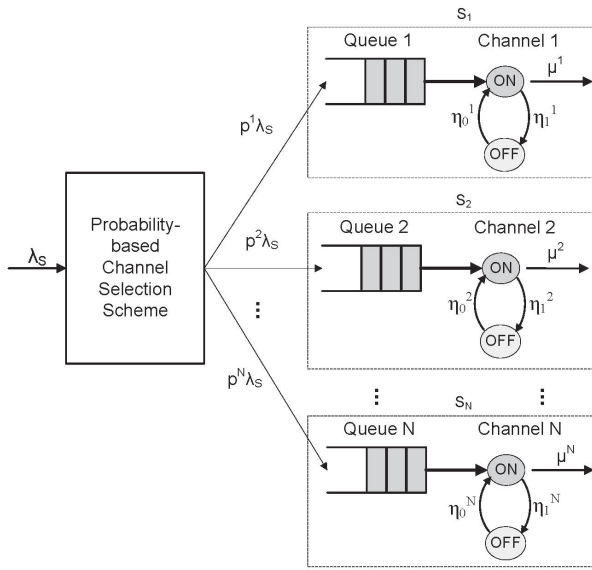 S₁
Queue 1 Channel 1
ON
μ¹
η₀¹
η₁¹
OFF
p¹λₛ
S₂
Queue 2 Channel 2
ON
μ²
η₀²
η₁²
OFF
p²λₛ
λₛ
Probability-
based
Channel
Selection
Scheme
...
pᴺλₛ
... ...
S_N
Queue N Channel N
ON
μᴺ
η₀ᴺ
η₁ᴺ
OFF